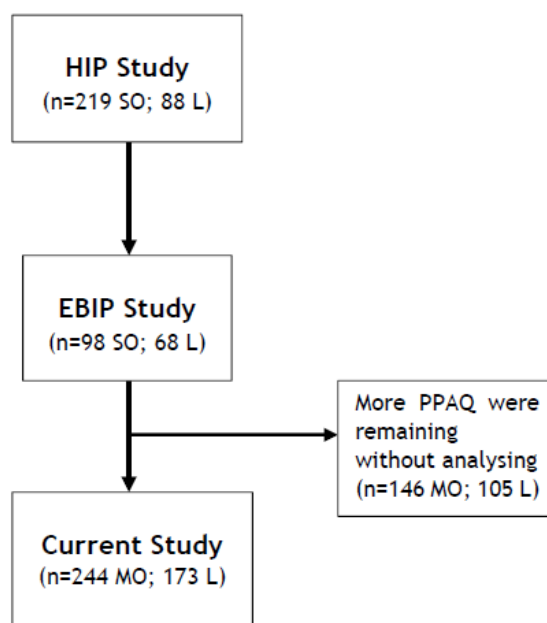 HIP Study
(n=219 SO; 88 L)
EBIP Study
(n=98 SO; 68 L)
More PPAQ were
remaining
without analysing
(n=146 MO; 105 L)
Current Study
(n=244 MO; 173 L)